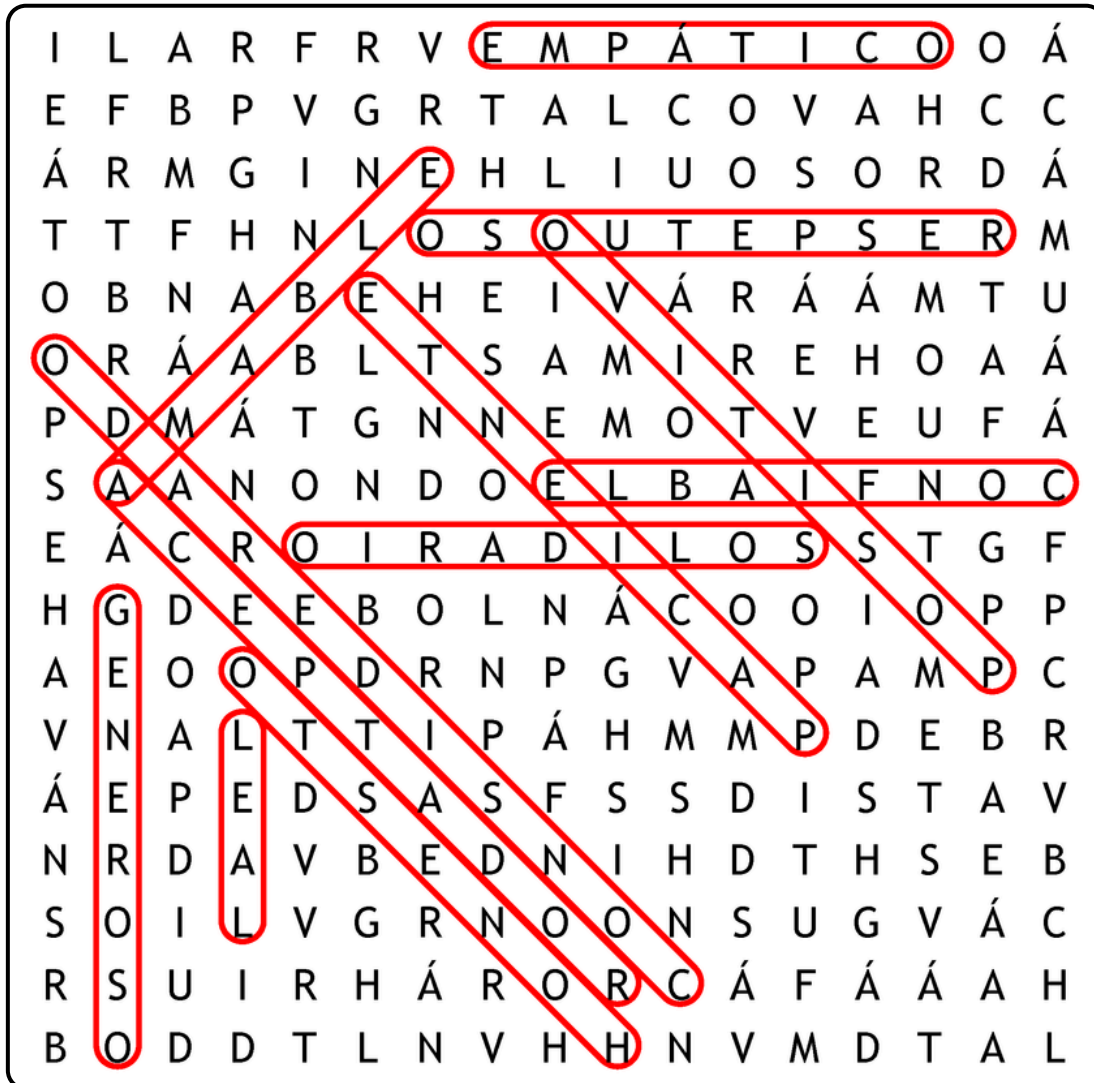 I L A R F R V E M P Á T I C O O Á
E F B P V G R T A L C O V A H C C
Á R M G I N E H L I U O S O R D Á
T T F H N L O S O U T E P S E R M
O B N A B E H E I V Á R Á Á M T U
O R Á A B L T S A M I R E H O A Á
P D M Á T G N N E M O T V E U F Á
S A A N O N D O E L B A I F N O C
E Á C R O I R A D I L O S S T G F
H G D E E B O L N Á C O O I O P P
A E O O P D R N P G V A P A M P C
V N A L T T I P Á H M M P D E B R
Á E P E D S A S F S S D I S T A V
N R D A V B E D N I H D T H S E B
S O I L V G R N O O N S U G V Á C
R S U I R H Á R O R C Á F Á Á A H
B O D D T L N V H H N V M D T A L